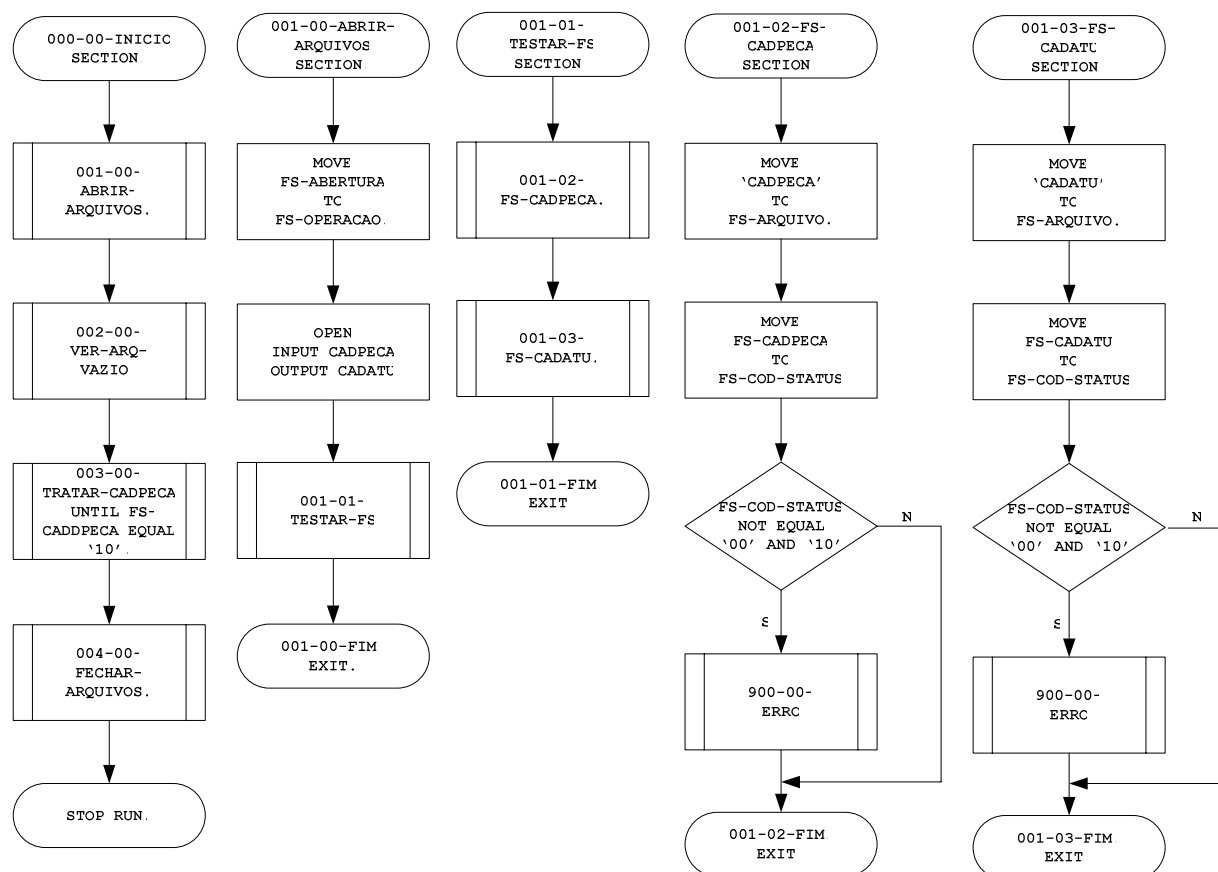 000-00-INICIO
SECTION.
001-00-
ABRIR-
ARQUIVOS.
002-00-
VER-ARQ-
VAZIO
003-00-
TRATAR-CADPECA
UNTIL FS-
CADDPECA EQUAL
‘10’.
004-00-
FECHAR-
ARQUIVOS.
STOP RUN.
001-00-ABRIR-
ARQUIVOS
SECTION.
MOVE
FS-ABERTURA
TO
FS-OPERACAO.
OPEN
INPUT CADPECA
OUTPUT CADATU
001-01-
TESTAR-FS
001-00-FIM
EXIT.
001-01-
TESTAR-FS
SECTION
001-02-
FS-CADPECA.
001-03-
FS-CADATU.
001-01-FIM.
EXIT
001-02-FS-
CADPECA
SECTION
MOVE
‘CADPECA’
TO
FS-ARQUIVO.
MOVE
FS-CADPECA
TO
FS-COD-STATUS
FS-COD-STATUS
NOT EQUAL
‘00’ AND ‘10’
N
S
900-00-
ERRO
001-02-FIM.
EXIT
001-03-FS-
CADATU
SECTION
MOVE
‘CADATU’
TO
FS-ARQUIVO.
MOVE
FS-CADATU
TO
FS-COD-STATUS
FS-COD-STATUS
NOT EQUAL
‘00’ AND ‘10’
N
S
900-00-
ERRO
001-03-FIM.
EXIT